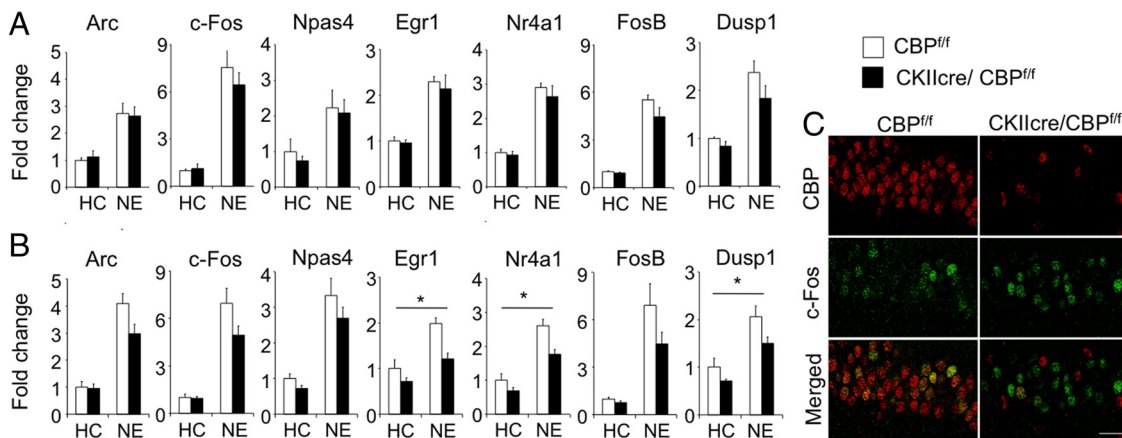 A
Arc c-Fos Npas4 Egr1 Nr4a1 FosB Dusp1
Fold change
5 4 3 2 1 0
9 6 3 0
4 3 2 1 0
3 2 1 0
4 3 2 1 0
8 6 4 2 0
3 2 1 0
HC NE HC NE HC NE HC NE HC NE HC NE HC NE
B
Arc c-Fos Npas4 Egr1 Nr4a1 FosB Dusp1
Fold change
5 4 3 2 1 0
9 6 3 0
4 3 2 1 0
* * *
3 2 1 0
4 3 2 1 0
8 6 4 2 0
3 2 1 0
HC NE HC NE HC NE HC NE HC NE HC NE HC NE
CBPf/f
CKIIcre/ CBPf/f
C
CBPf/f CKIIcre/CBPf/f
CBP
c-Fos
Merged